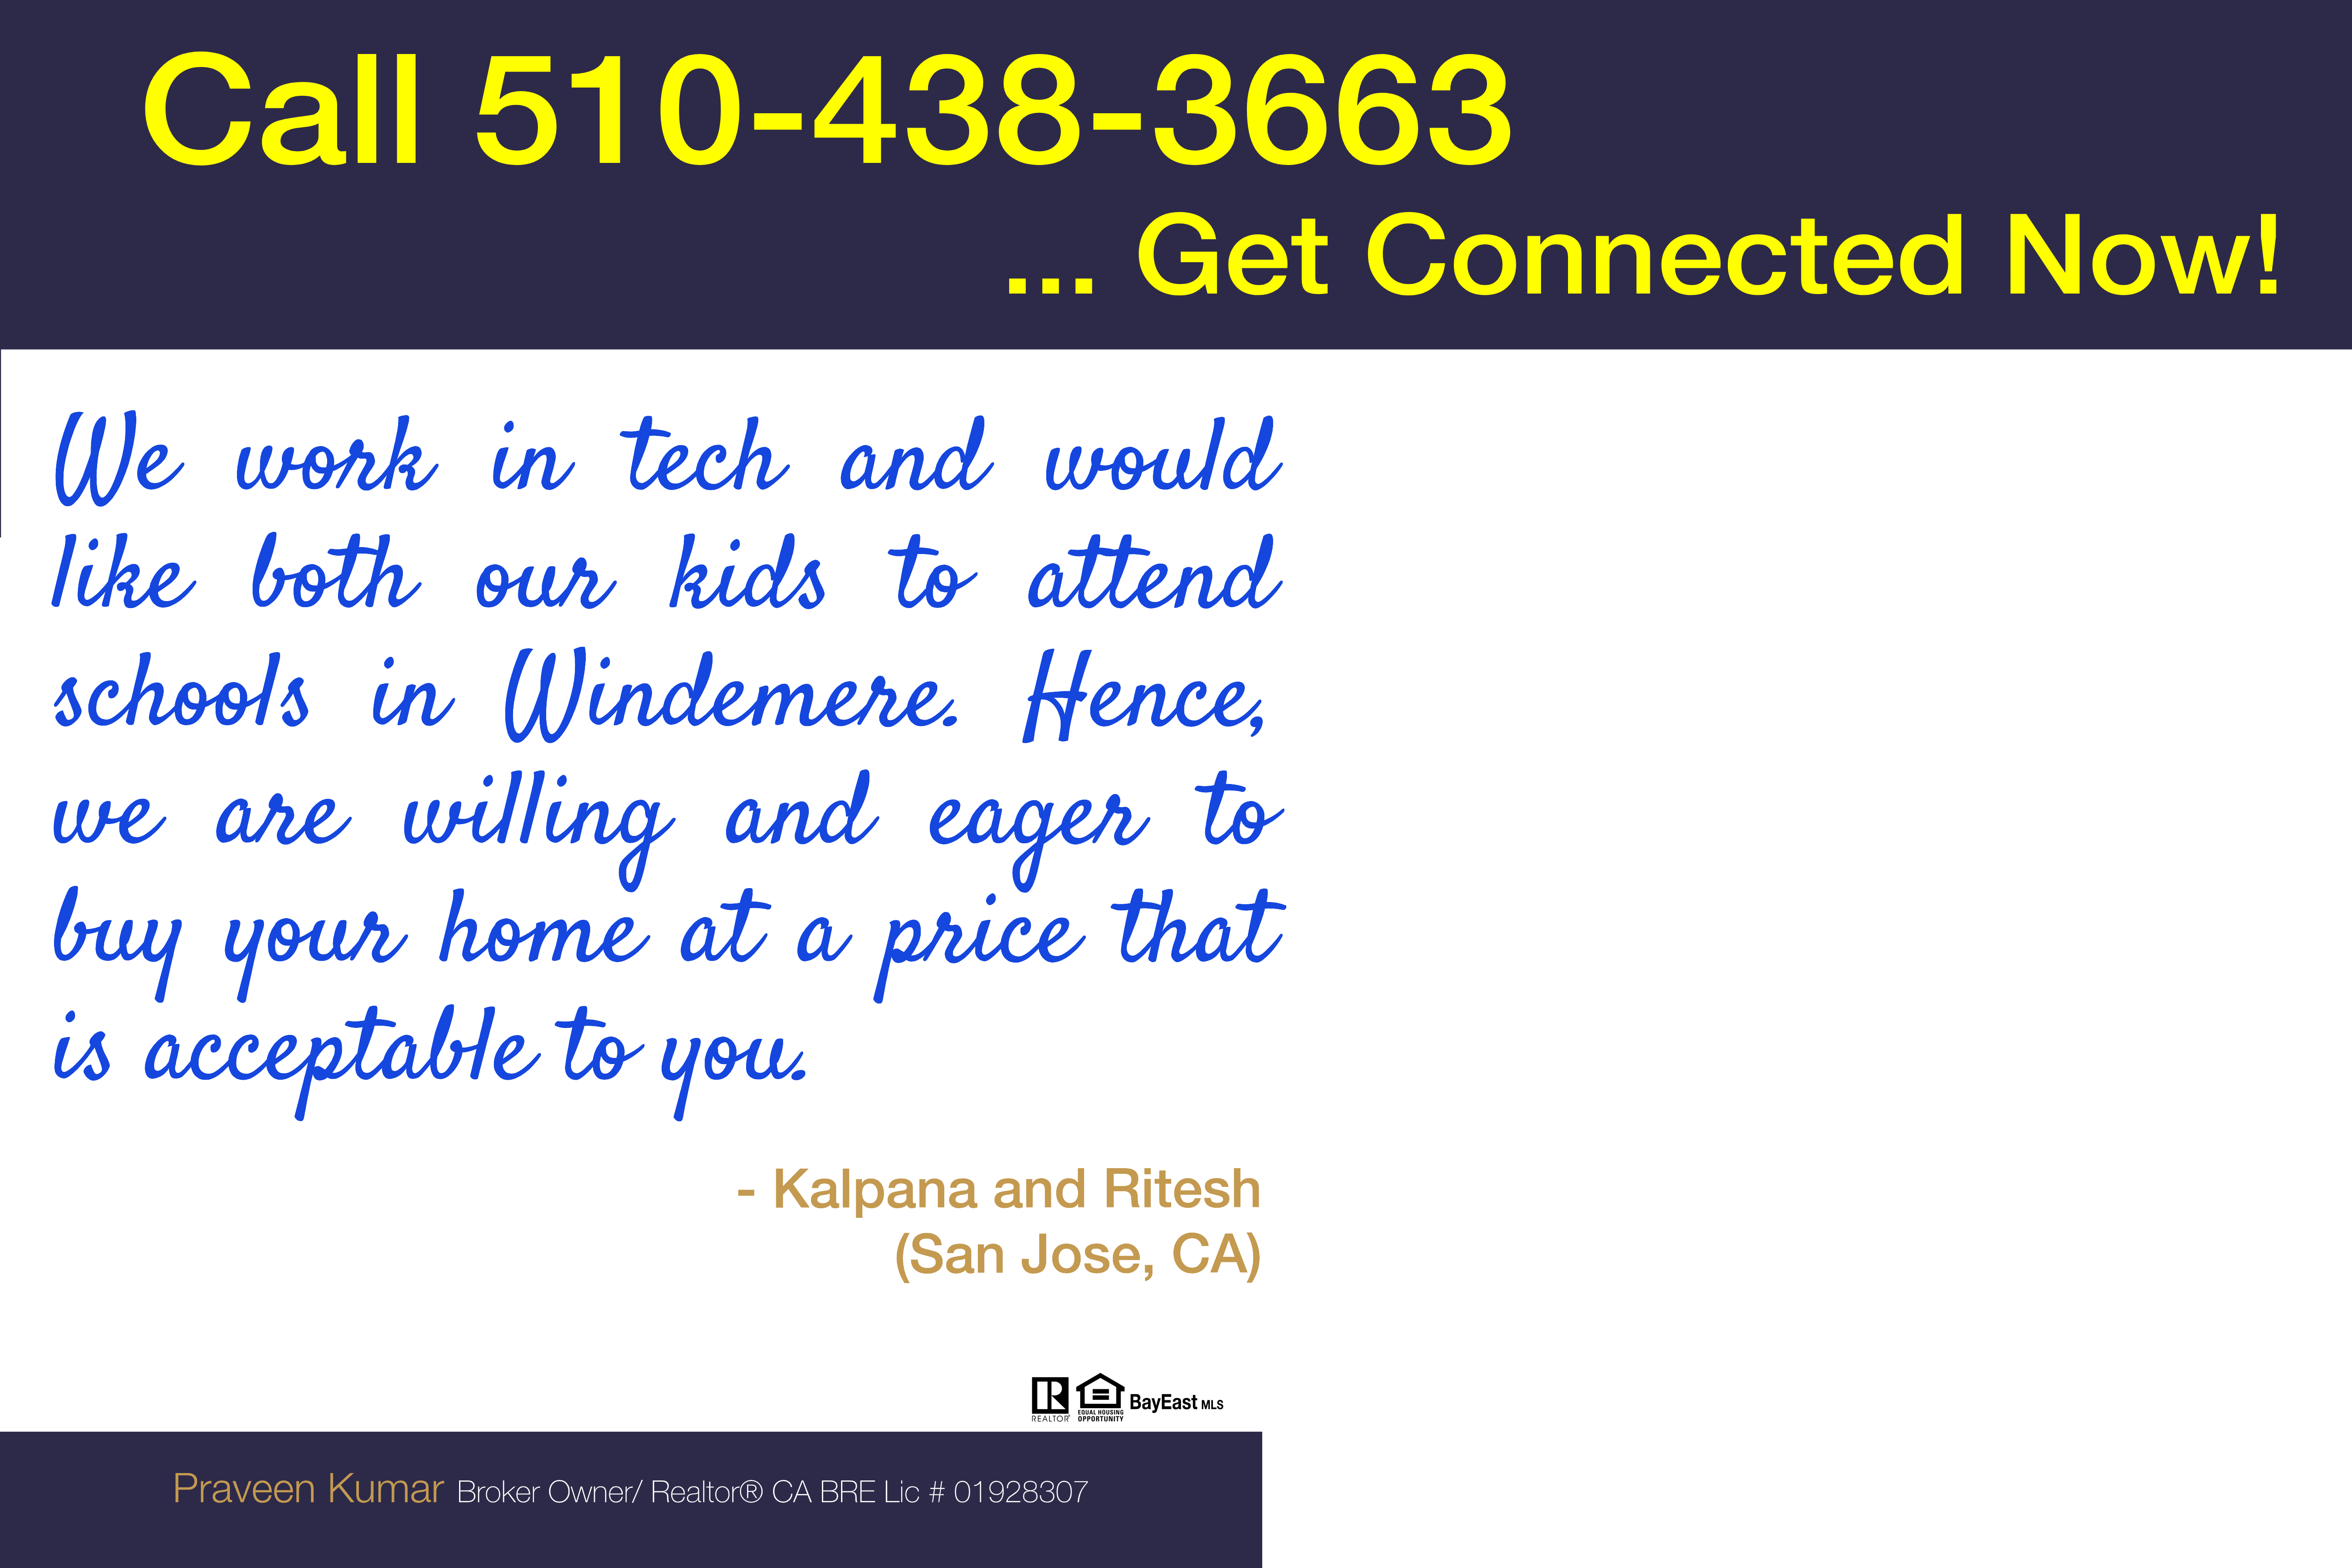 Call 510-438-3663
... Get Connected Now!
We work in tech and would
like both our kids to attend
schools in Windemere. Hence,
we are willing and eager to
buy your home at a price that
is acceptable to you.
- Kalpana and Ritesh
(San Jose, CA)
R
REALTOR®
EQUAL HOUSING
OPPORTUNITY
BayEast MLS
Praveen Kumar Broker Owner/ Realtor® CA BRE Lic # 01928307